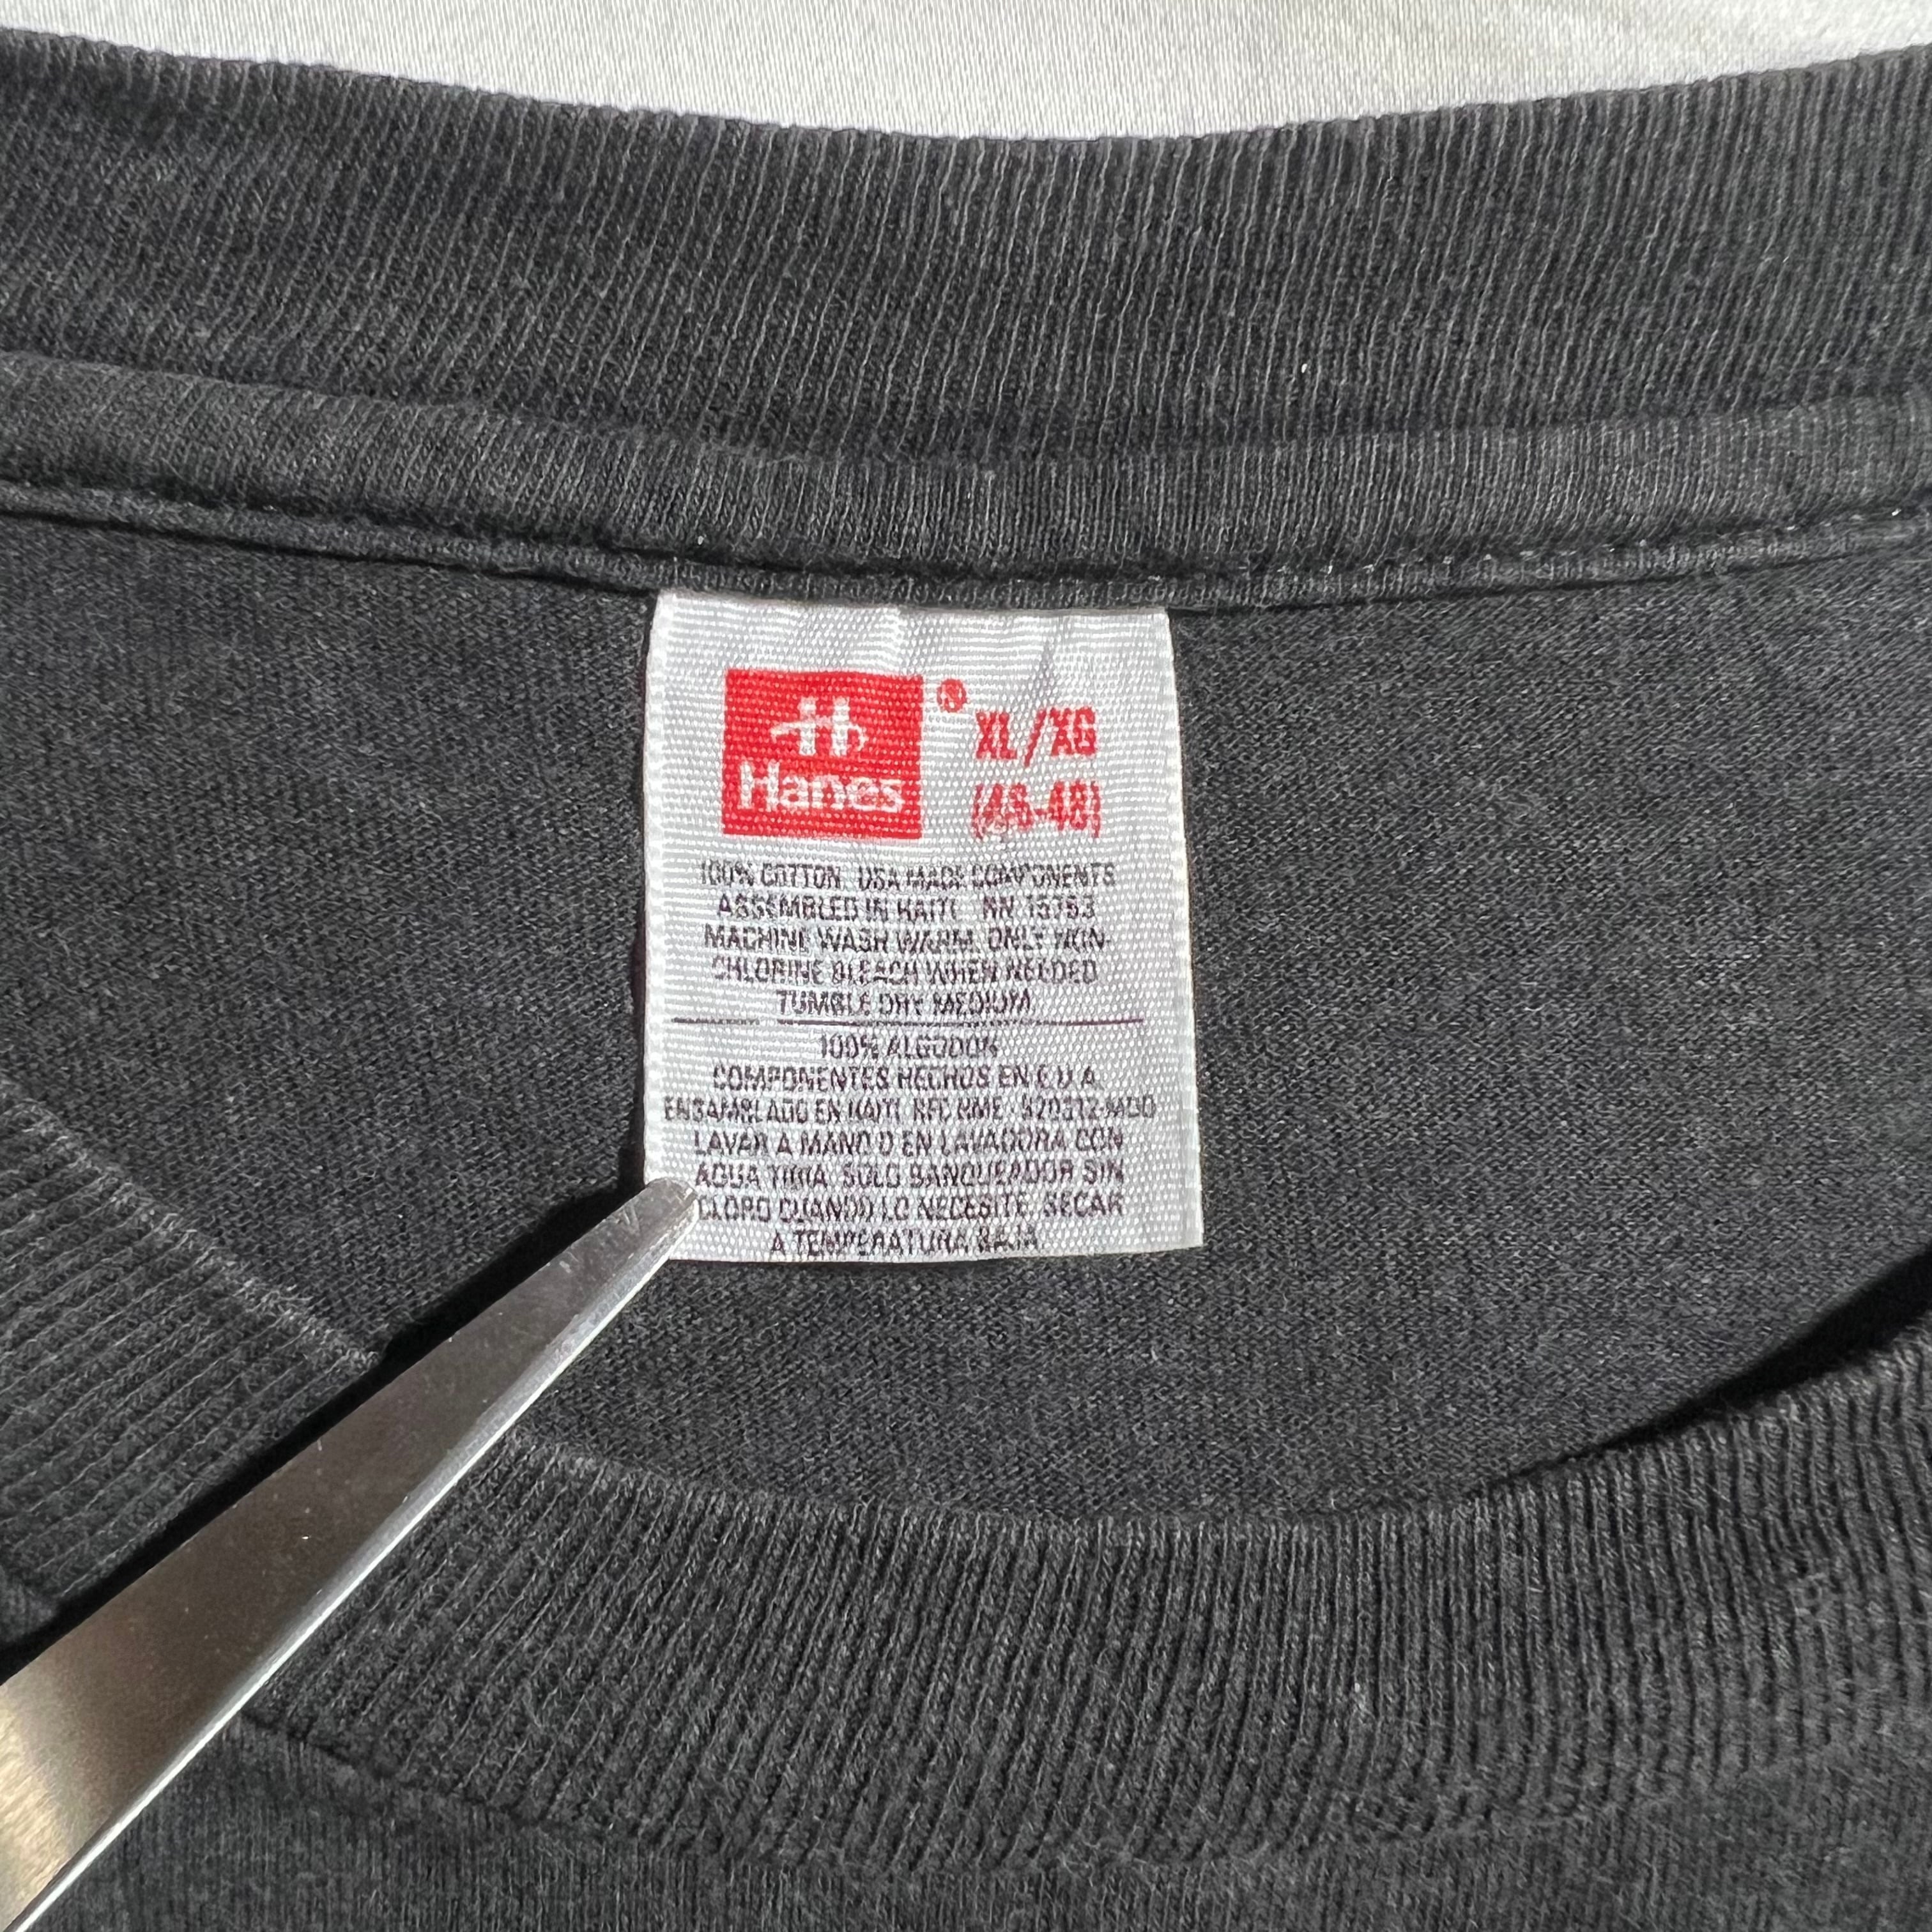 Hanes
® XL/XG
(46-48)
100% COTTON. USA MADE COMPONENTS
ASSEMBLED IN HAITI. RN 15763
MACHINE WASH WARM. ONLY NON-
CHLORINE BLEACH WHEN NEEDED
TUMBLE DRY MEDIUM
100% ALGODON
COMPONENTES HECHOS EN E.U.A.
ENSAMBLADO EN HAITI. RFC RME-
LAVAR A MANO O EN LAVADORA CON
AGUA TIBIA. SOLO BANQUEADOR SIN
CLORO CUANDO LO NECESITE. SECAR
A TEMPERATURA BAJA.